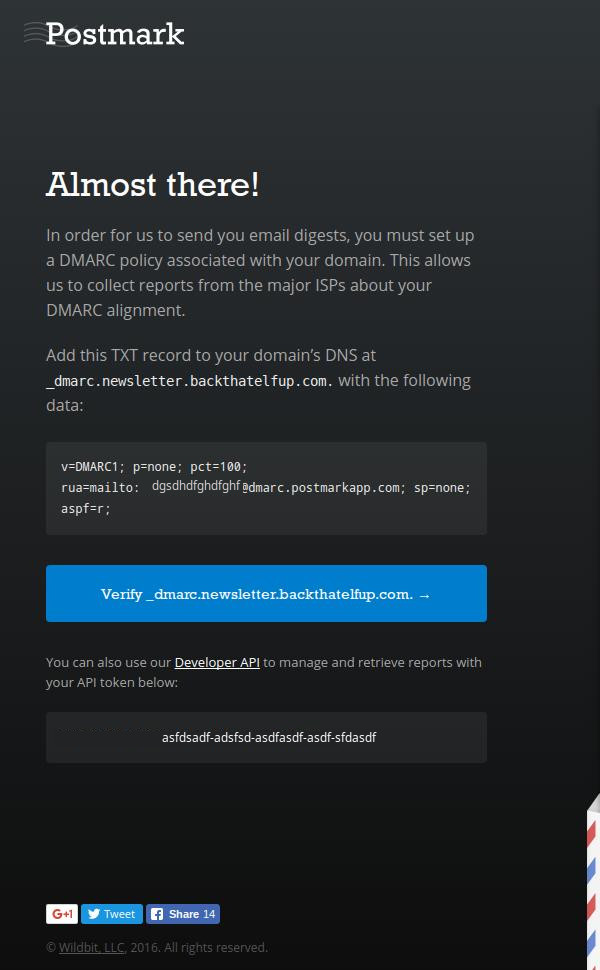 Postmark
Almost there!
In order for us to send you email digests, you must set up
a DMARC policy associated with your domain. This allows
us to collect reports from the major ISPs about your
DMARC alignment.
Add this TXT record to your domain’s DNS at
_dmarc.newsletter.backthatelfup.com. with the following
data:
v=DMARC1; p=none; pct=100;
rua=mailto: dgsdhdfghdfghf@dmarc.postmarkapp.com; sp=none;
aspf=r;
Verify _dmarc.newsletter.backthatelfup.com. →
You can also use our Developer API to manage and retrieve reports with
your API token below:
asfdsadf-adsfsd-asdfasdf-asdf-sfdasdf
G+1 Tweet Share 14
© Wildbit, LLC, 2016. All rights reserved.